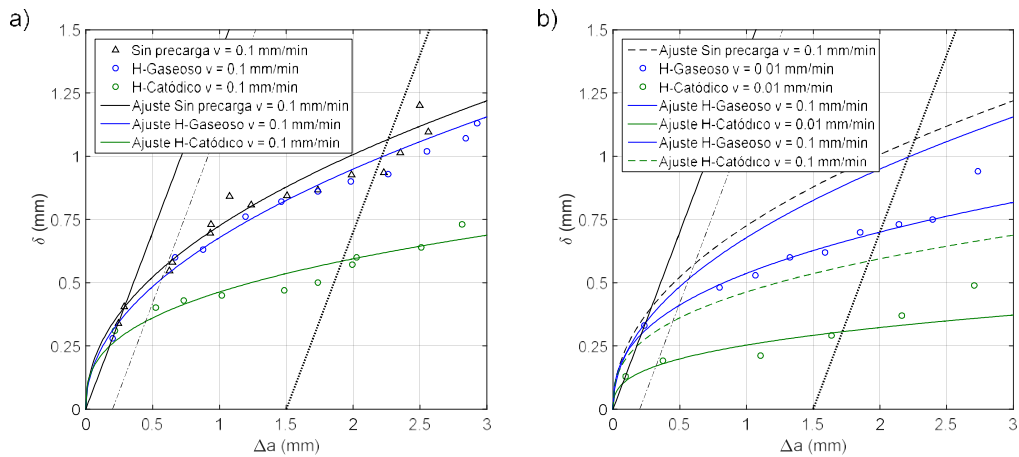 a)
1.5
1.25
1
0.75
0.5
0.25
0
δ (mm)
Sin precarga v = 0.1 mm/min
H-Gaseoso v = 0.1 mm/min
H-Catódico v = 0.1 mm/min
Ajuste Sin precarga v = 0.1 mm/min
Ajuste H-Gaseoso v = 0.1 mm/min
Ajuste H-Catódico v = 0.1 mm/min
0 0.5 1 1.5 2 2.5 3
Δa (mm)
b)
1.5
1.25
1
0.75
0.5
0.25
0
δ (mm)
Ajuste Sin precarga v = 0.1 mm/min
H-Gaseoso v = 0.01 mm/min
H-Catódico v = 0.01 mm/min
Ajuste H-Gaseoso v = 0.1 mm/min
Ajuste H-Catódico v = 0.01 mm/min
Ajuste H-Gaseoso v = 0.1 mm/min
Ajuste H-Catódico v = 0.1 mm/min
0 0.5 1 1.5 2 2.5 3
Δa (mm)